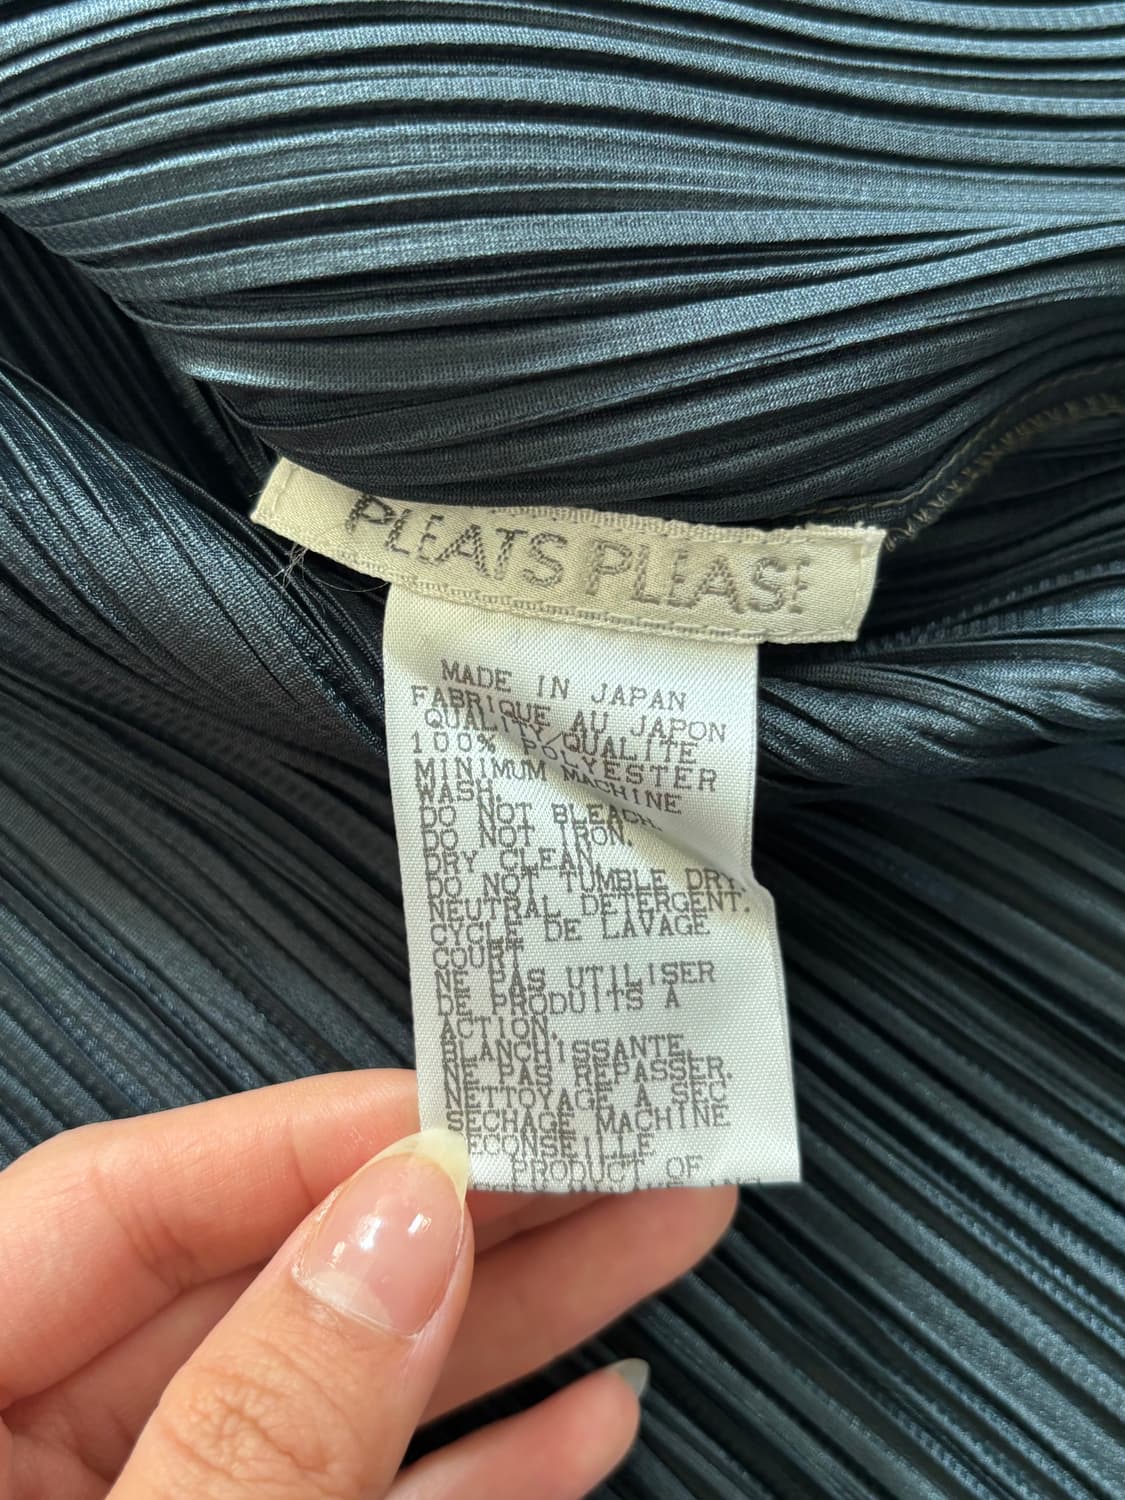 PLEATS PLEASE
MADE IN JAPAN
FABRIQUE AU JAPON
QUALITY/QUALITE
100% POLYESTER
MINIMUM MACHINE
WASH.
DO NOT BLEACH.
DO NOT IRON.
DRY CLEAN.
DO NOT TUMBLE DRY.
NEUTRAL DETERGENT.
CYCLE DE LAVAGE
COURT
NE PAS UTILISER
DE PRODUITS A
ACTION.
BLANCHISSANTE
NE PAS REPASSER.
NETTOYAGE A SEC
SECHAGE MACHINE
ECONSEILLE
PRODUCT OF